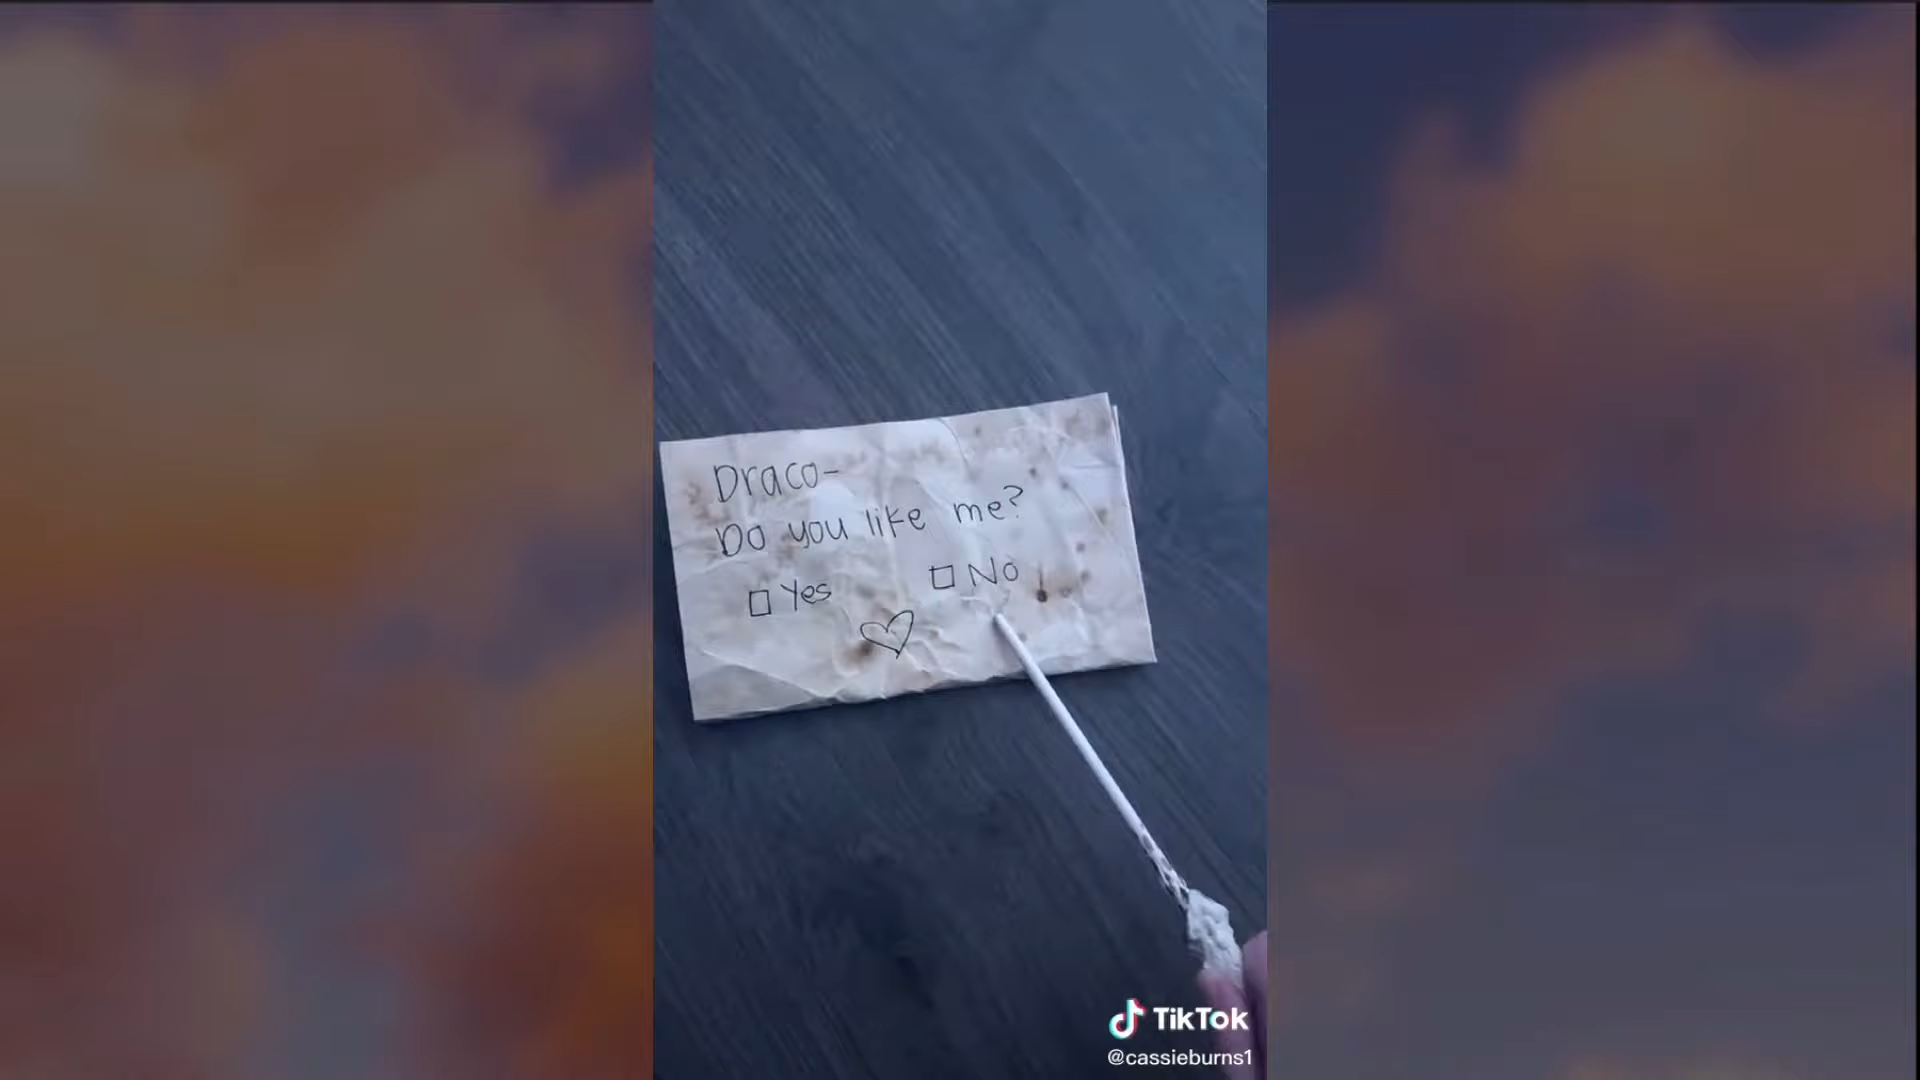 Draco-
Do you like me?
☐ Yes ☐ No
TikTok
@cassieburns1